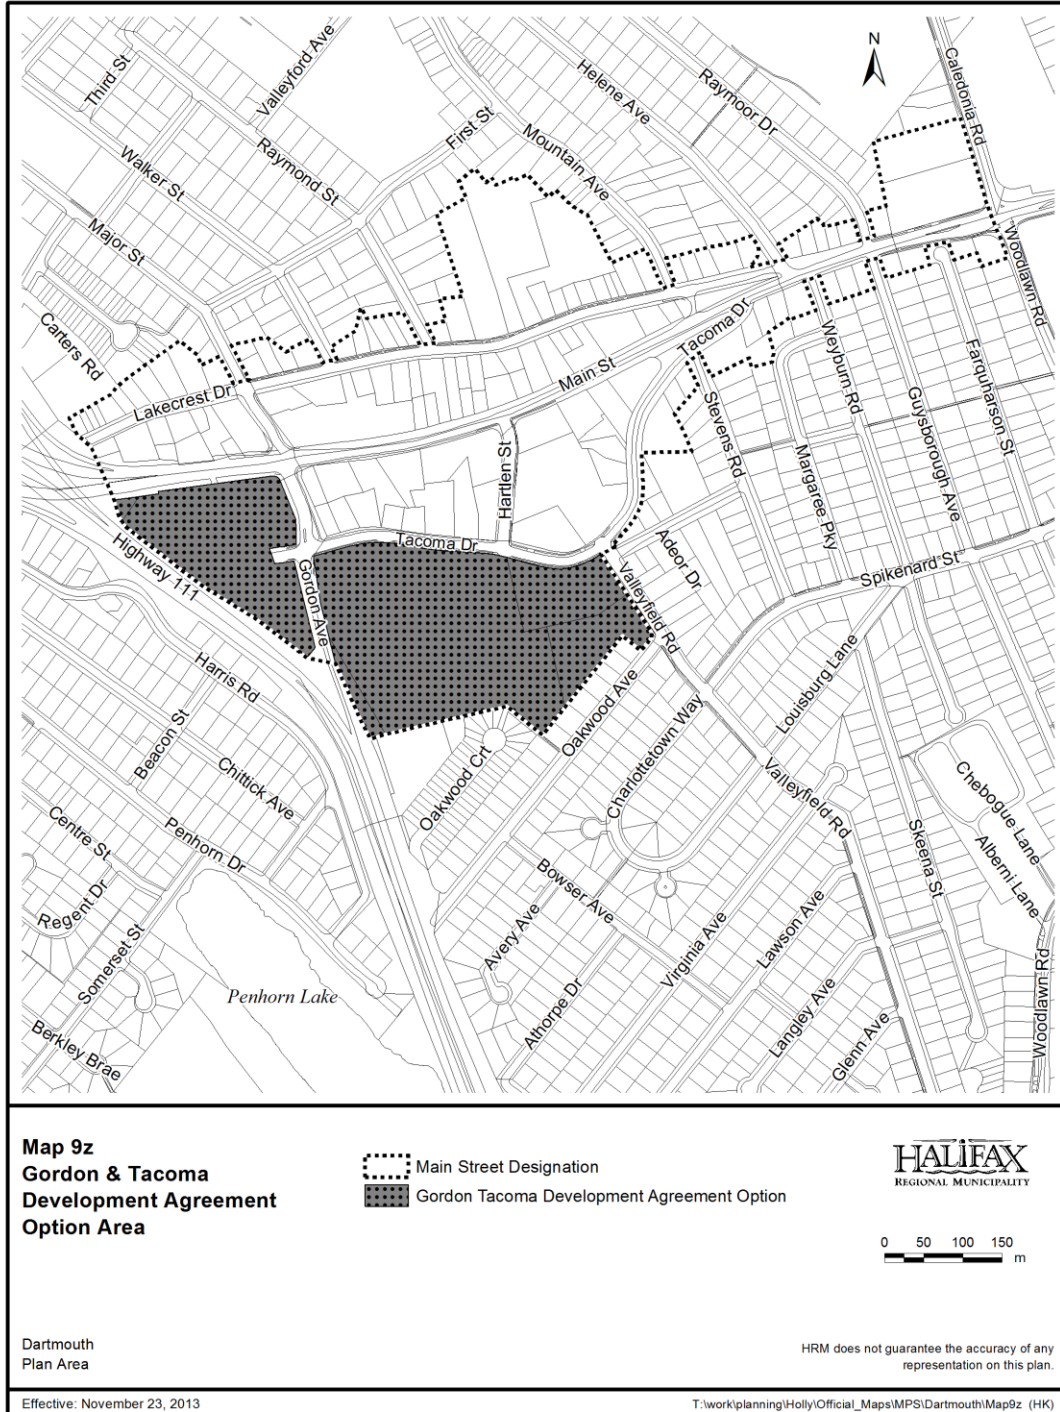 N
Third St
Valleyford Ave
Helene Ave
Raymoor Dr
Caledonia Rd
First St
Mountain Ave
Walker St
Raymond St
Major St
Woodlawn Rd
Carters Rd
Tacoma Dr
Weyburn Rd
Farquharson St
Lakecrest Dr
Main St
Stevens Rd
Guysborough Ave
Hartlen St
Margaree Pky
Tacoma Dr
Adeor Dr
Highway 111
Gordon Ave
Valleyfield Rd
Spikenard St
Harris Rd
Louisburg Lane
Beacon St
Oakwood Ave
Charlottetown Way
Chittick Ave
Oakwood Crt
Valleyfield Rd
Chebogue Lane
Centre St
Penhorn Dr
Skeena St
Alberni Lane
Regent Dr
Bowser Ave
Somerset St
Avery Ave
Virginia Ave
Lawson Ave
Penhorn Lake
Athorpe Dr
Langley Ave
Woodlawn Rd
Berkley Brae
Glenn Ave
Map 9z
Gordon & Tacoma
Development Agreement
Option Area
Main Street Designation
Gordon Tacoma Development Agreement Option
HALIFAX
REGIONAL MUNICIPALITY
0 50 100 150
m
Dartmouth
Plan Area
HRM does not guarantee the accuracy of any
representation on this plan.
Effective: November 23, 2013
T:\work\planning\Holly\Official_Maps\MPS\Dartmouth\Map9z (HK)